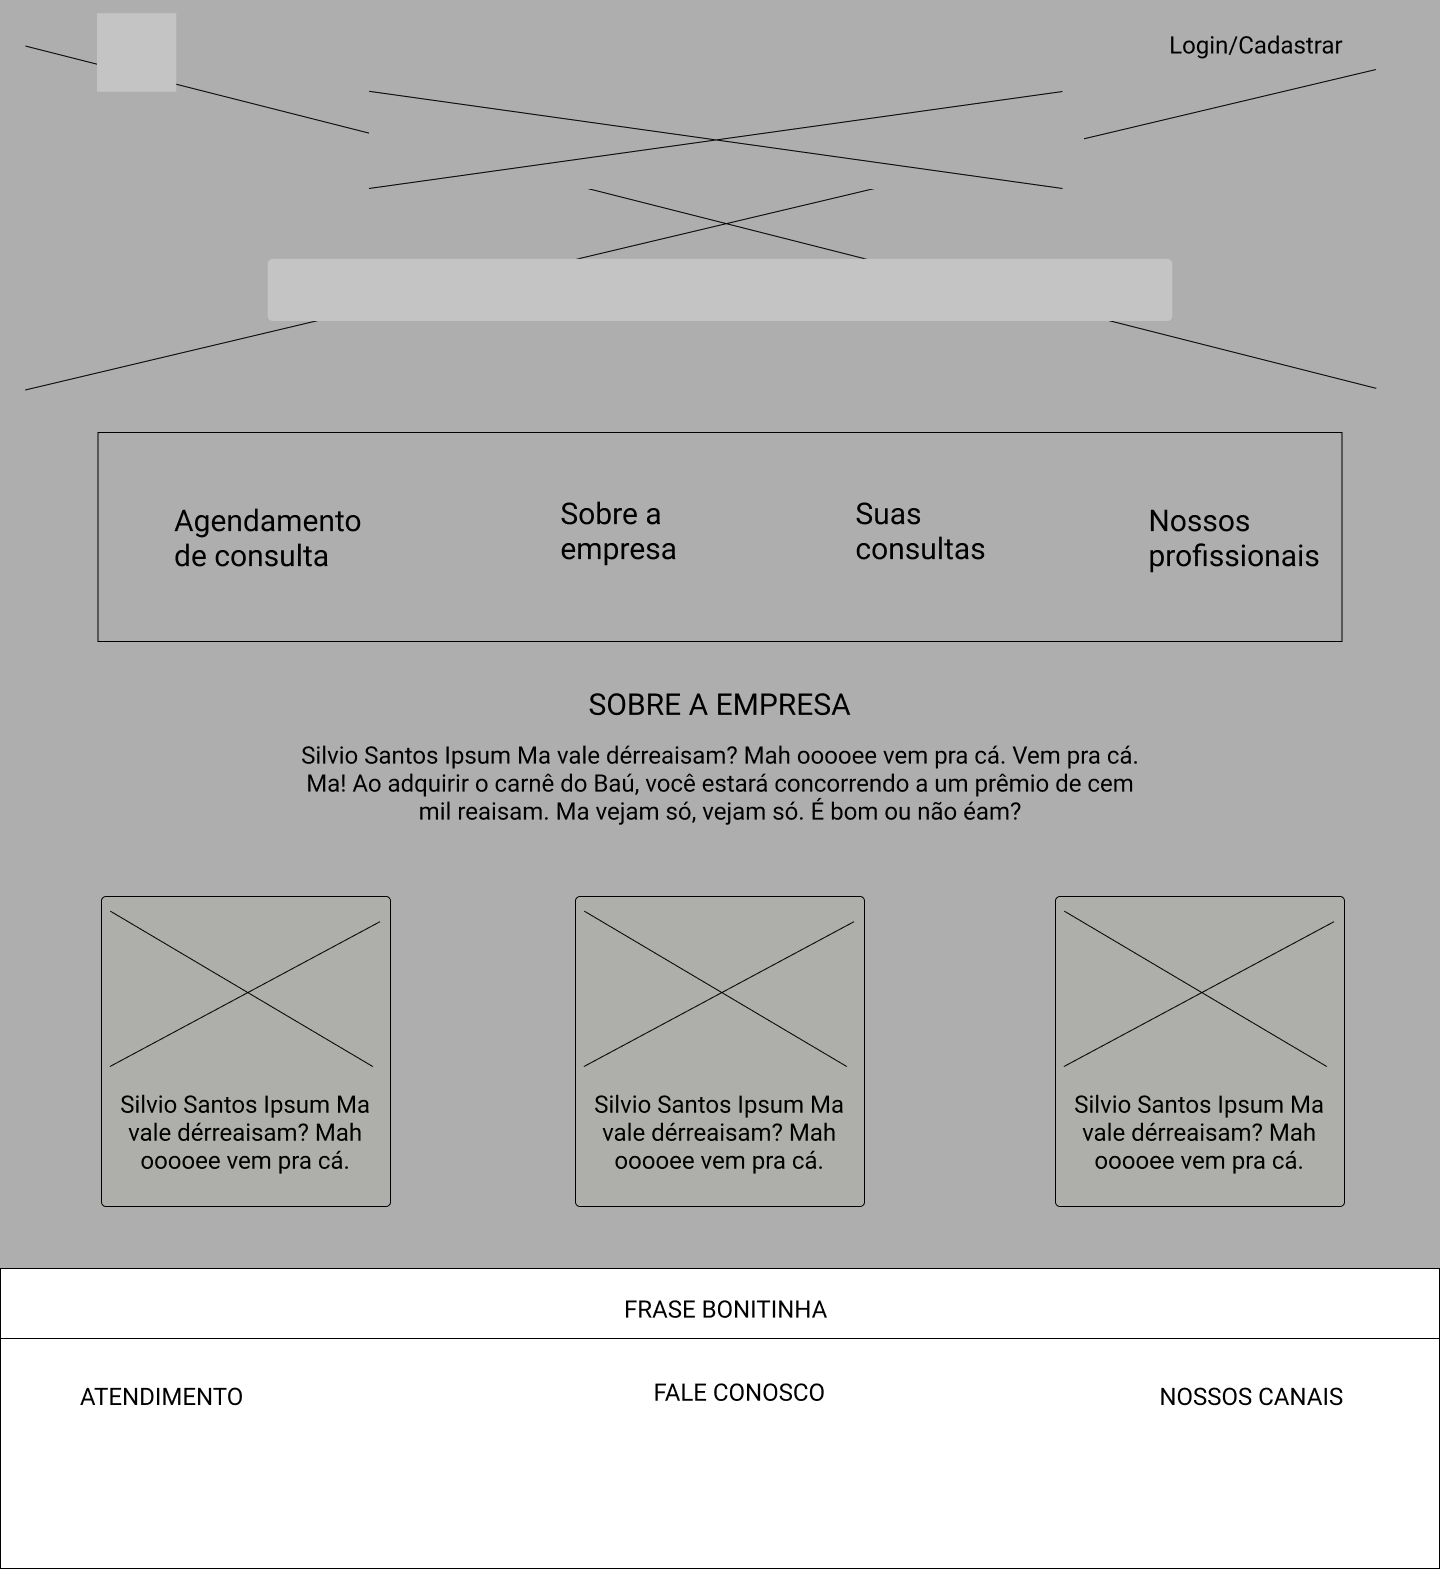 Login/Cadastrar
Agendamento
de consulta
Sobre a
empresa
Suas
consultas
Nossos
profissionais
SOBRE A EMPRESA
Silvio Santos Ipsum Ma vale dérreaisam? Mah ooooee vem pra cá. Vem pra cá.
Ma! Ao adquirir o carnê do Baú, você estará concorrendo a um prêmio de cem
mil reaisam. Ma vejam só, vejam só. É bom ou não éam?
Silvio Santos Ipsum Ma
vale dérreaisam? Mah
ooooee vem pra cá.
Silvio Santos Ipsum Ma
vale dérreaisam? Mah
ooooee vem pra cá.
Silvio Santos Ipsum Ma
vale dérreaisam? Mah
ooooee vem pra cá.
FRASE BONITINHA
ATENDIMENTO
FALE CONOSCO
NOSSOS CANAIS